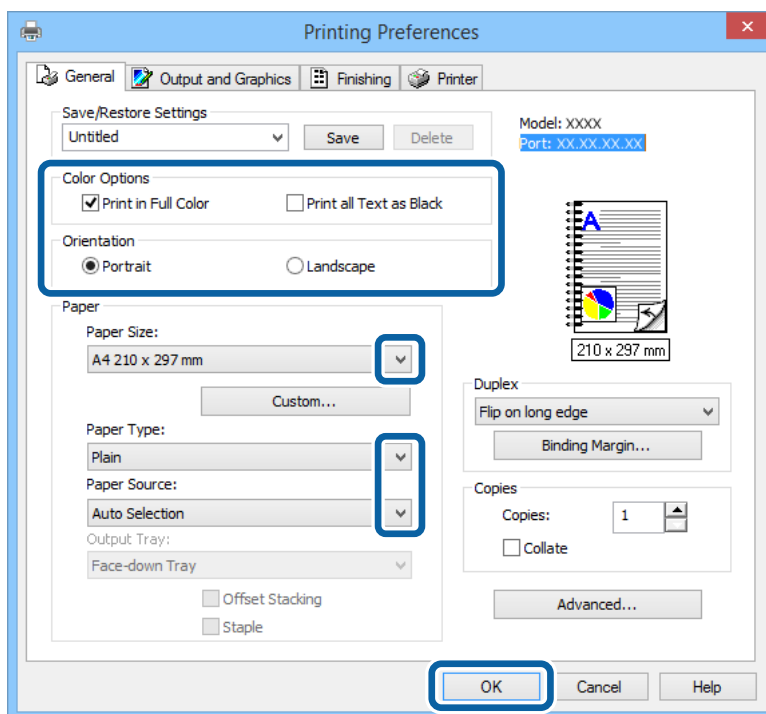 Printing Preferences
General
Output and Graphics
Finishing
Printer
Save/Restore Settings
Untitled
Save
Delete
Model: XXXX
Port: XX.XX.XX.XX
Color Options
Print in Full Color
Print all Text as Black
Orientation
Portrait
Landscape
A
210 x 297 mm
Paper
Paper Size:
A4 210 x 297 mm
Custom...
Paper Type:
Plain
Paper Source:
Auto Selection
Output Tray:
Face-down Tray
Offset Stacking
Staple
Duplex
Flip on long edge
Binding Margin...
Copies
Copies:
1
Collate
Advanced...
OK
Cancel
Help